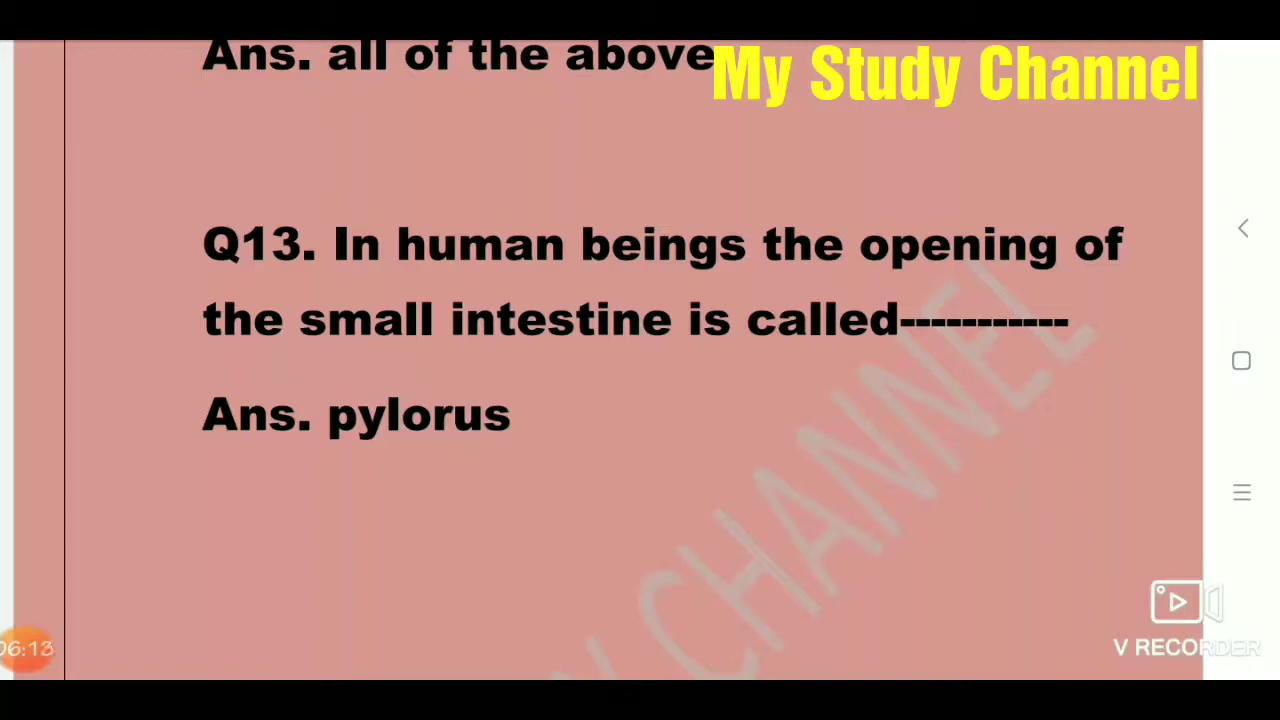 Ans. all of the above
My Study Channel
Q13. In human beings the opening of
the small intestine is called-----------
Ans. pylorus
CHANNEL
06:13
V RECORDER